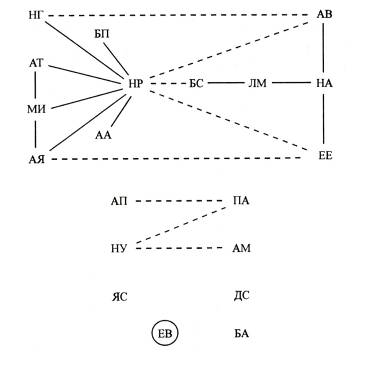 НГ АВ
БП
АТ
НР БС ЛМ НА
МИ
АА
АЯ ЕЕ
АП ПА
НУ АМ
ЯС ДС
ЕВ БА